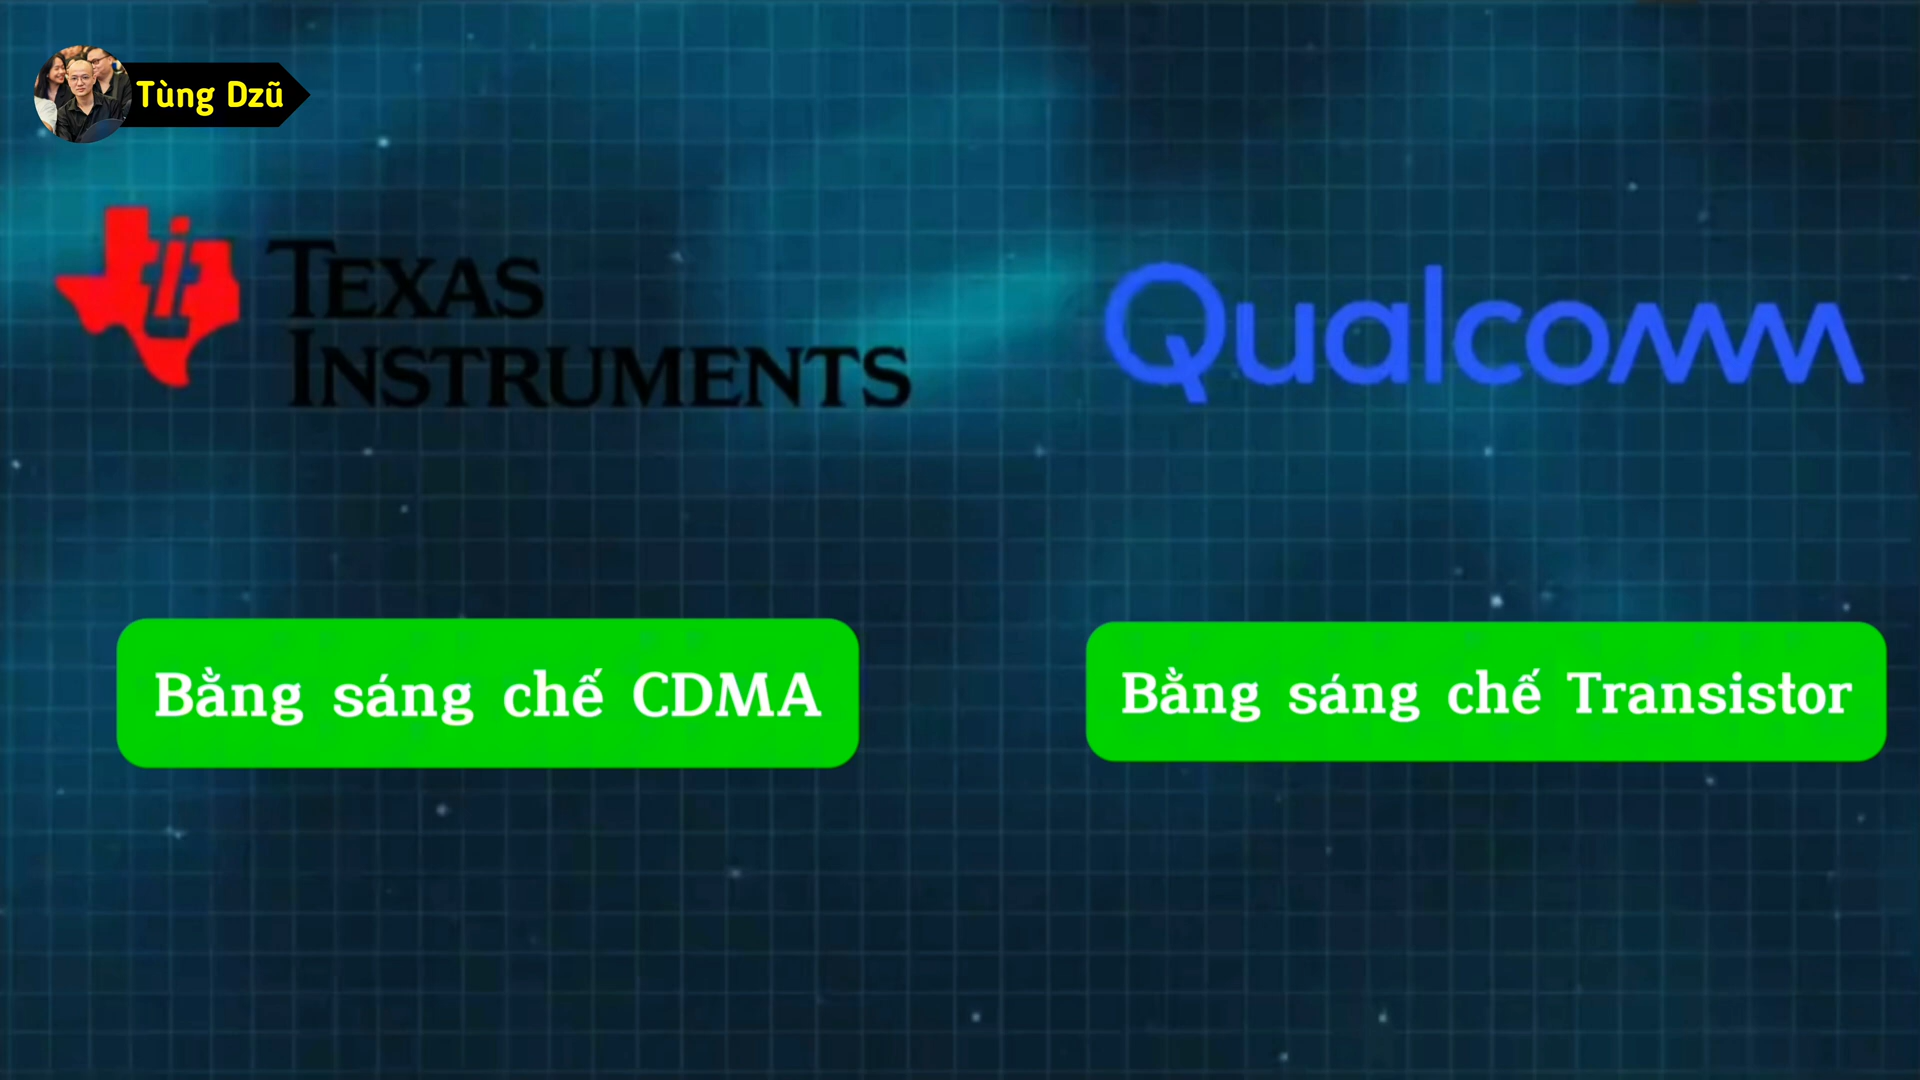 Tùng Dzũ
TEXAS
INSTRUMENTS
Qualcomm
Bằng sáng chế CDMA
Bằng sáng chế Transistor